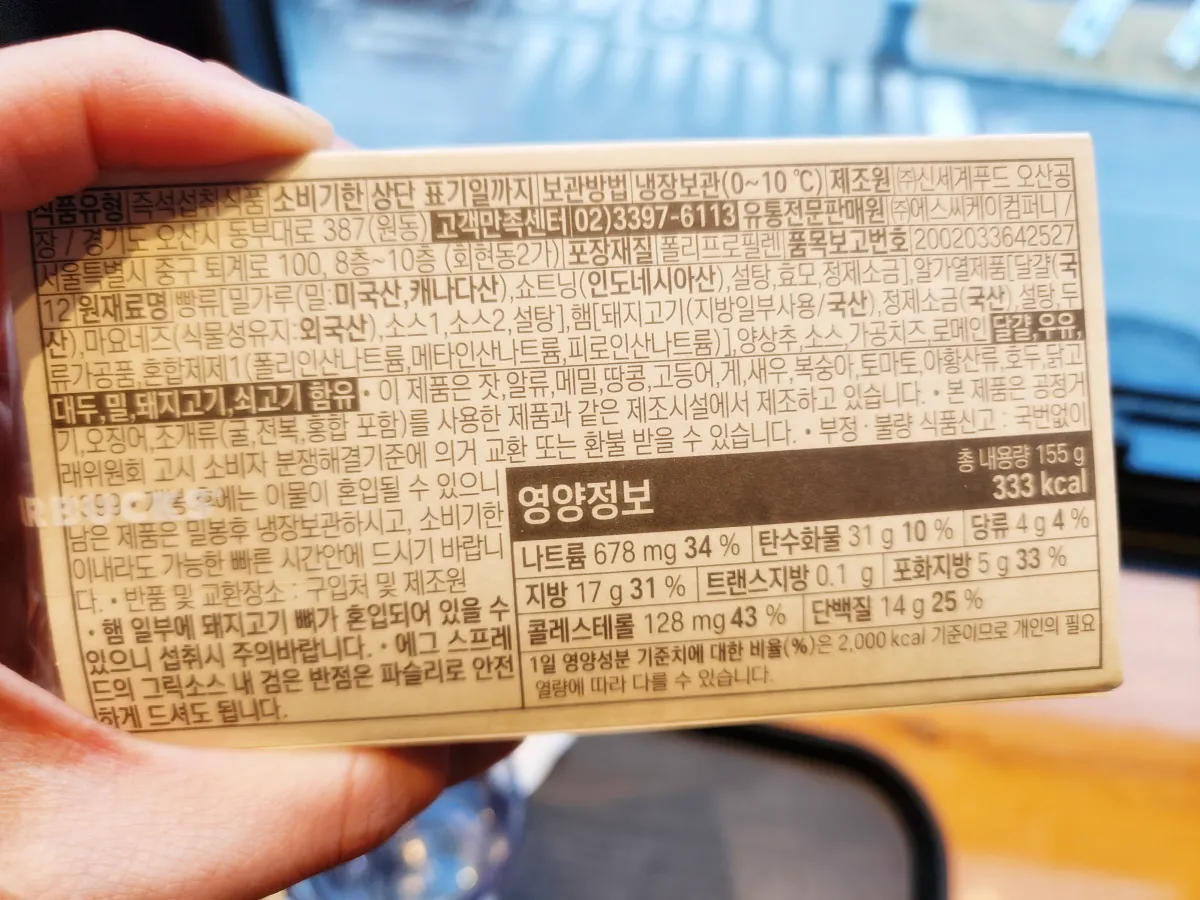 식품유형 즉석섭취식품 소비기한 상단 표기일까지 보관방법 냉장보관(0~10 ℃) 제조원 ㈜신세계푸드 오산공
장 / 경기도 오산시 동부대로 387(원동) 고객만족센터 02)3397-6113 유통전문판매원 ㈜에스씨케이컴퍼니 /
서울특별시 중구 퇴계로 100, 8층~10층 (회현동2가) 포장재질 폴리프로필렌 품목보고번호 2002033642527
12 원재료명 빵류[밀가루(밀:미국산,캐나다산),쇼트닝(인도네시아산),설탕,효모,정제소금],알가열제품[달걀(국
산),마요네즈(식물성유지:외국산),소스1,소스2,설탕],햄[돼지고기(지방일부사용/국산),정제소금(국산),설탕,두
류가공품,혼합제제1(폴리인산나트륨,메타인산나트륨,피로인산나트륨)],양상추,소스,가공치즈,로메인 달걀,우유,
대두,밀,돼지고기,쇠고기 함유 • 이 제품은 잣,알류,메밀,땅콩,고등어,게,새우,복숭아,토마토,아황산류,호두,닭고
기,오징어,조개류(굴,전복,홍합 포함)를 사용한 제품과 같은 제조시설에서 제조하고 있습니다. • 본 제품은 공정거
래위원회 고시 소비자 분쟁해결기준에 의거 교환 또는 환불 받을 수 있습니다. • 부정 · 불량 식품신고 : 국번없이
1399 • 개봉 후에는 이물이 혼입될 수 있으니
남은 제품은 밀봉후 냉장보관하시고, 소비기한
이내라도 가능한 빠른 시간안에 드시기 바랍니
다. • 반품 및 교환장소 : 구입처 및 제조원
• 햄 일부에 돼지고기 뼈가 혼입되어 있을 수
있으니 섭취시 주의바랍니다. • 에그 스프레
드의 그릭소스 내 검은 반점은 파슬리로 안전
하게 드셔도 됩니다.
영양정보
총 내용량 155 g
333 kcal
나트륨 678 mg 34 % 탄수화물 31 g 10 % 당류 4 g 4 %
지방 17 g 31 % 트랜스지방 0.1 g 포화지방 5 g 33 %
콜레스테롤 128 mg 43 % 단백질 14 g 25 %
1일 영양성분 기준치에 대한 비율(%)은 2,000 kcal 기준이므로 개인의 필요
열량에 따라 다를 수 있습니다.